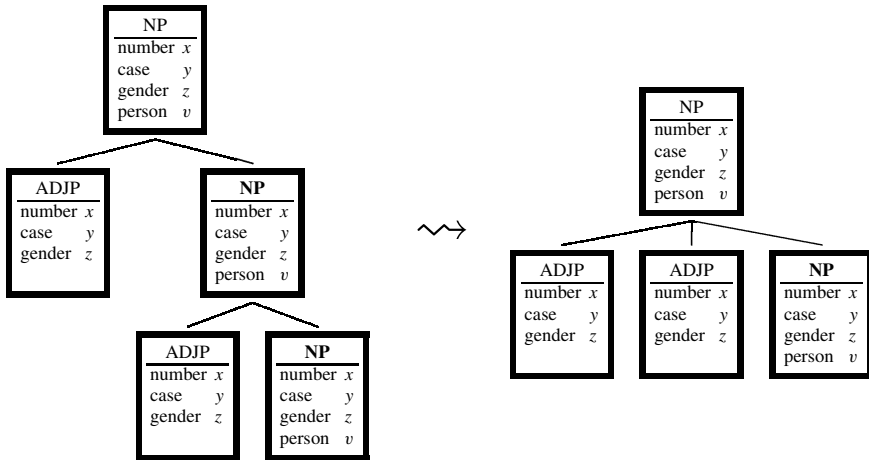 NP
number x
case y
gender z
person v
ADJP
number x
case y
gender z
NP
number x
case y
gender z
person v
ADJP
number x
case y
gender z
NP
number x
case y
gender z
person v
NP
number x
case y
gender z
person v
ADJP
number x
case y
gender z
ADJP
number x
case y
gender z
NP
number x
case y
gender z
person v